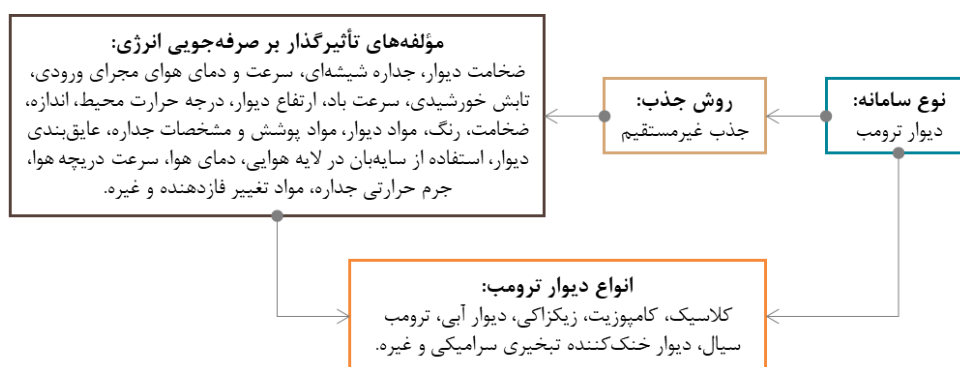 نوع سامانه:
دیوار ترومب
روش جذب:
جذب غیرمستقیم
مؤلفه‌های تأثیرگذار بر صرفه‌جویی انرژی:
ضخامت دیوار، جداره شیشه‌ای، سرعت و دمای هوای مجرای ورودی،
تابش خورشیدی، سرعت باد، ارتفاع دیوار، درجه حرارت محیط، اندازه،
ضخامت، رنگ، مواد دیوار، مواد پوشش و مشخصات جداره، عایق‌بندی
دیوار، استفاده از سایه‌بان در لایه هوایی، دمای هوا، سرعت دریچه هوا،
جرم حرارتی جداره، مواد تغییر فازدهنده و غیره.
انواع دیوار ترومب:
کلاسیک، کامپوزیت، زیکزاکی، دیوار آبی، ترومب
سیال، دیوار خنک‌کننده تبخیری سرامیکی و غیره.